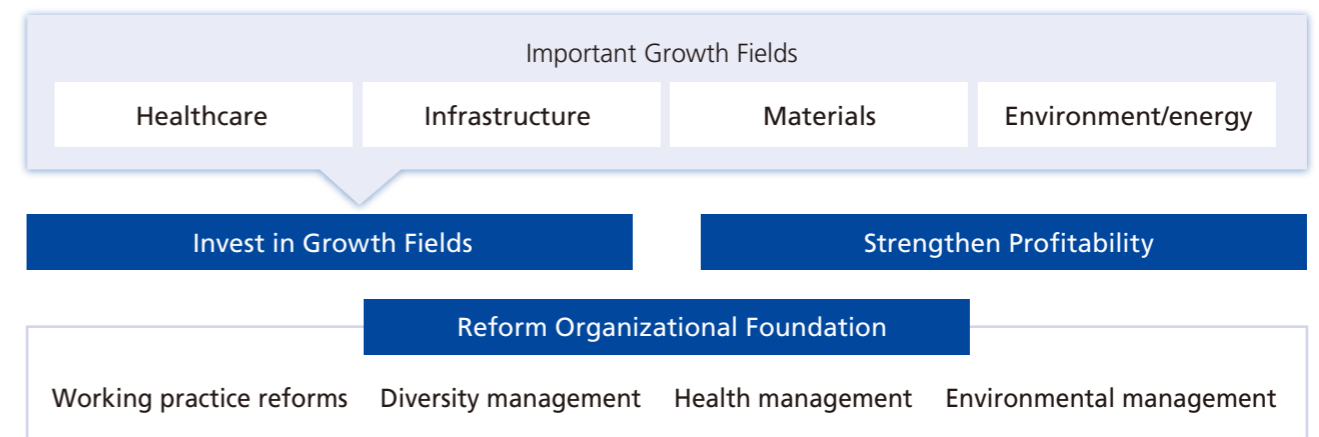 Important Growth Fields
Healthcare
Infrastructure
Materials
Environment/energy
Invest in Growth Fields
Strengthen Profitability
Reform Organizational Foundation
Working practice reforms
Diversity management
Health management
Environmental management